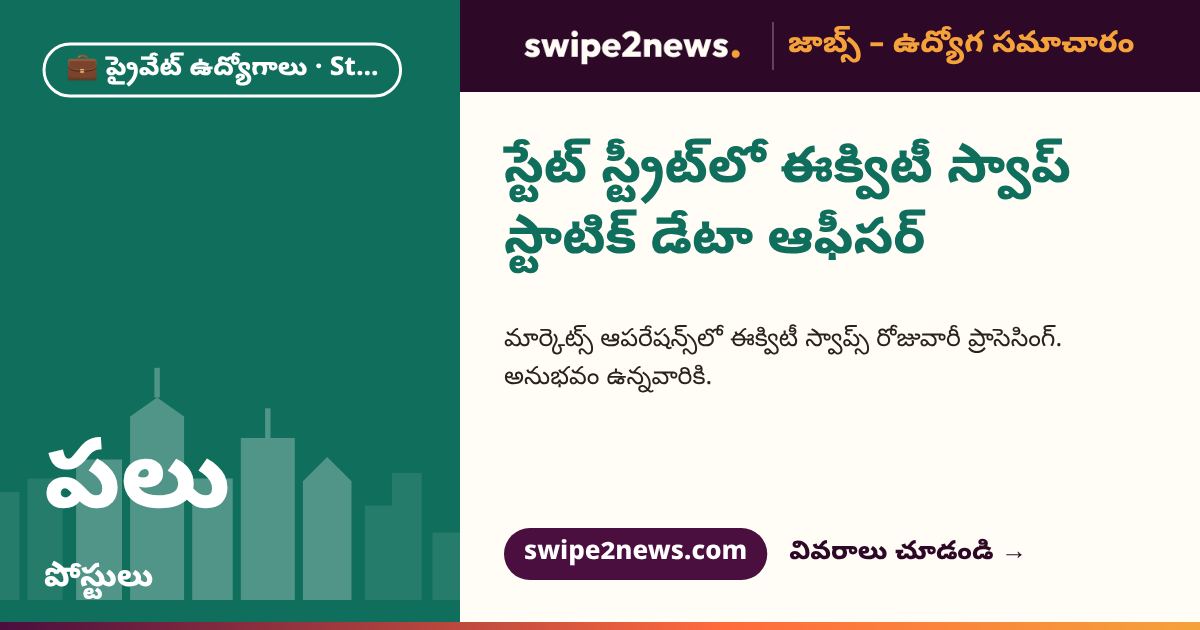 💼 ప్రైవేట్ ఉద్యోగాలు · St...
swipe2news.
జాబ్స్ – ఉద్యోగ సమాచారం
స్టేట్ స్ట్రీట్‌లో ఈక్విటీ స్వాప్
స్టాటిక్ డేటా ఆఫీసర్
మార్కెట్స్ ఆపరేషన్స్‌లో ఈక్విటీ స్వాప్స్ రోజువారీ ప్రాసెసింగ్.
అనుభవం ఉన్నవారికి.
పలు
పోస్టులు
swipe2news.com
వివరాలు చూడండి →